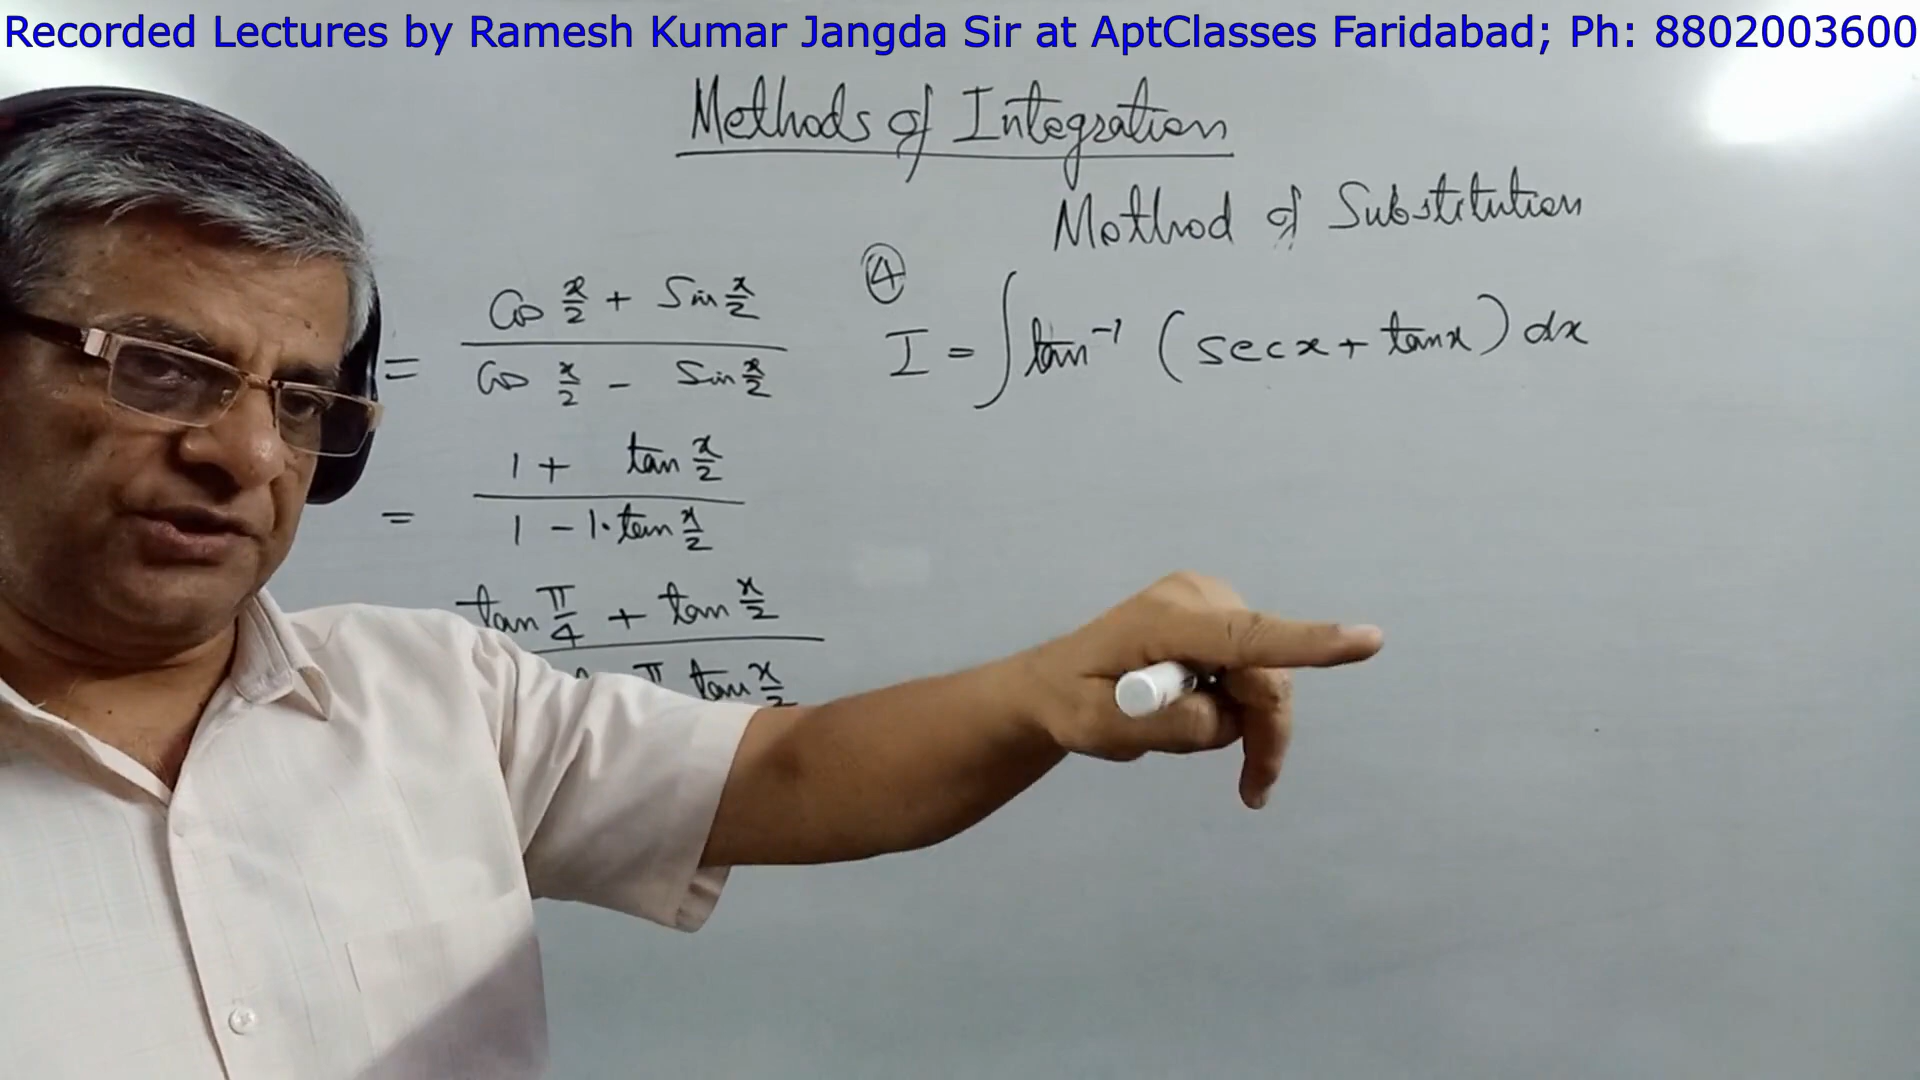 Recorded Lectures by Ramesh Kumar Jangda Sir at AptClasses Faridabad; Ph: 8802003600
Methods of Integration
Method of Substitution
= (Cos x/2 + Sin x/2) / (Cos x/2 - Sin x/2)
= (1 + tan x/2) / (1 - 1·tan x/2)
tan π/4 + tan x/2
π tan x/2
④
I = ∫ tan⁻¹ (secx + tanx) dx